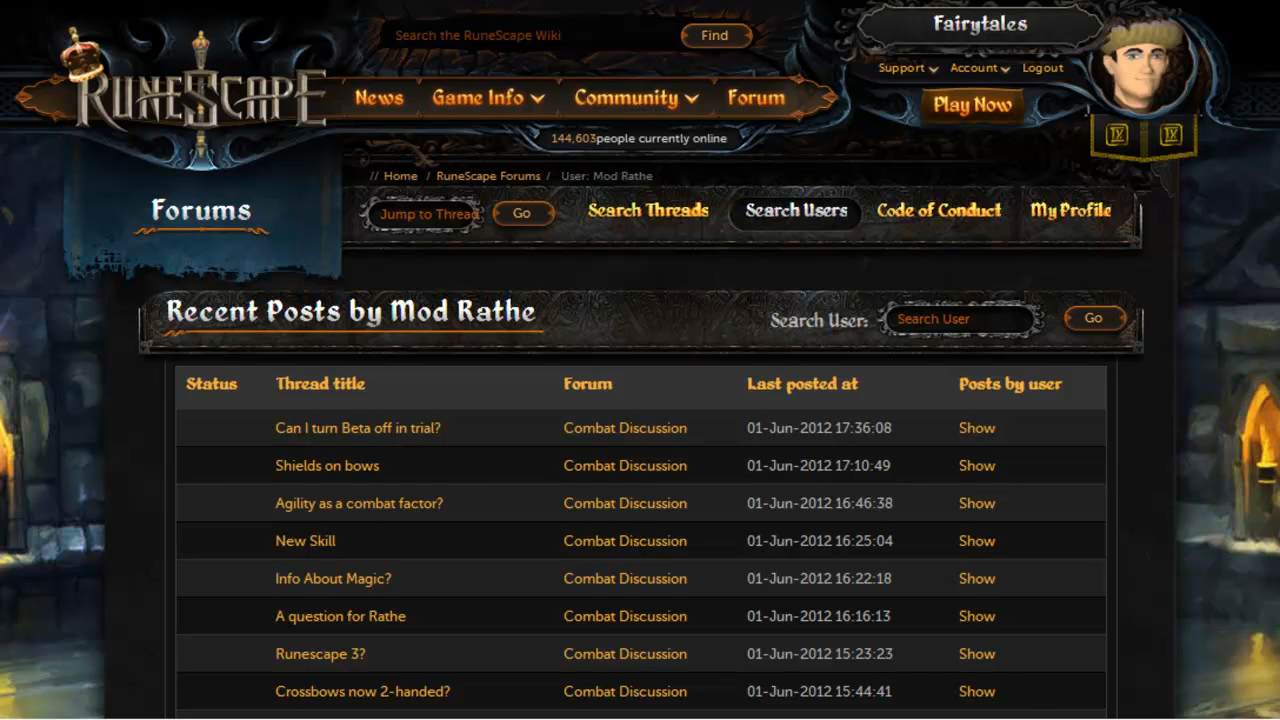 Search the RuneScape Wiki
Find
Fairytales
Support Account Logout
RUNESCAPE
News Game Info Community Forum
Play Now
IX IX
144,603people currently online
// Home / RuneScape Forums / User: Mod Rathe
Forums
Jump to Thread Go Search Threads Search Users Code of Conduct My Profile
Recent Posts by Mod Rathe
Search User: Search User Go
Status Thread title Forum Last posted at Posts by user
Can I turn Beta off in trial? Combat Discussion 01-Jun-2012 17:36:08 Show
Shields on bows Combat Discussion 01-Jun-2012 17:10:49 Show
Agility as a combat factor? Combat Discussion 01-Jun-2012 16:46:38 Show
New Skill Combat Discussion 01-Jun-2012 16:25:04 Show
Info About Magic? Combat Discussion 01-Jun-2012 16:22:18 Show
A question for Rathe Combat Discussion 01-Jun-2012 16:16:13 Show
Runescape 3? Combat Discussion 01-Jun-2012 15:23:23 Show
Crossbows now 2-handed? Combat Discussion 01-Jun-2012 15:44:41 Show